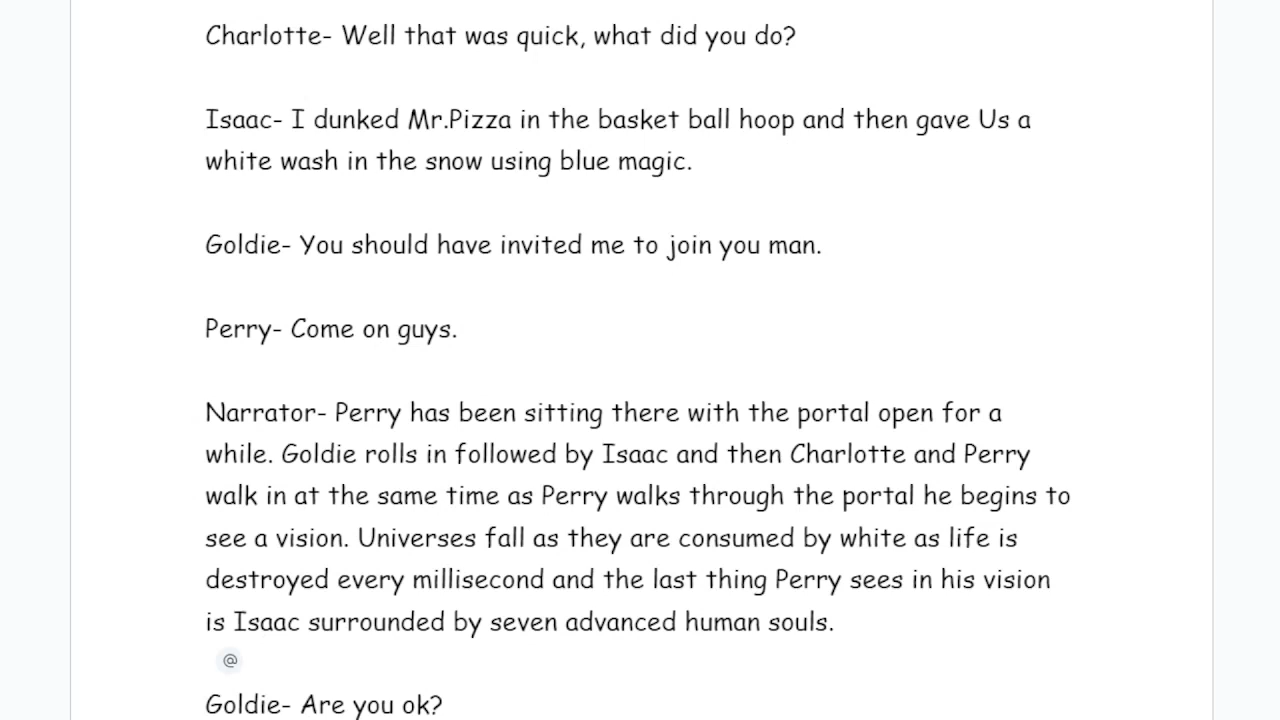 Charlotte- Well that was quick, what did you do?
Isaac- I dunked Mr.Pizza in the basket ball hoop and then gave Us a
white wash in the snow using blue magic.
Goldie- You should have invited me to join you man.
Perry- Come on guys.
Narrator- Perry has been sitting there with the portal open for a
while. Goldie rolls in followed by Isaac and then Charlotte and Perry
walk in at the same time as Perry walks through the portal he begins to
see a vision. Universes fall as they are consumed by white as life is
destroyed every millisecond and the last thing Perry sees in his vision
is Isaac surrounded by seven advanced human souls.
@
Goldie- Are you ok?